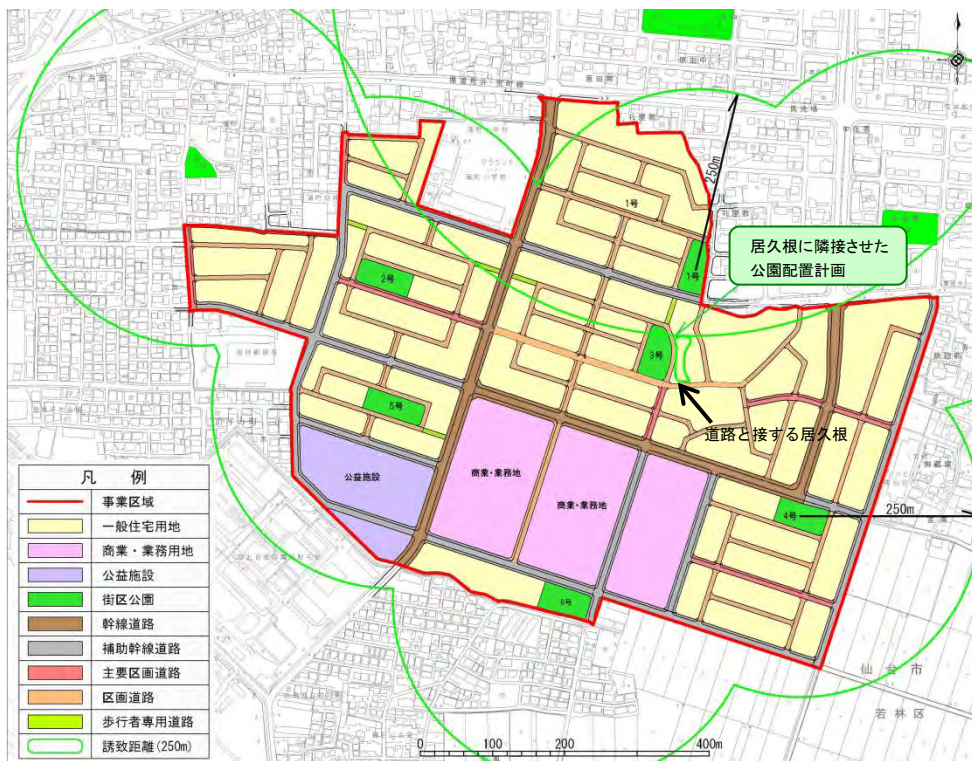 原田南
250m
1号
居久根に隣接させた
公園配置計画
1号
2号
3号
道路と接する居久根
5号
公益施設
商業・業務地
商業・業務地
4号
250m
6号
仙台市
若林区
凡 例
事業区域
一般住宅用地
商業・業務用地
公益施設
街区公園
幹線道路
補助幹線道路
主要区画道路
区画道路
歩行者専用道路
誘致距離(250m)
0 100 200 400m